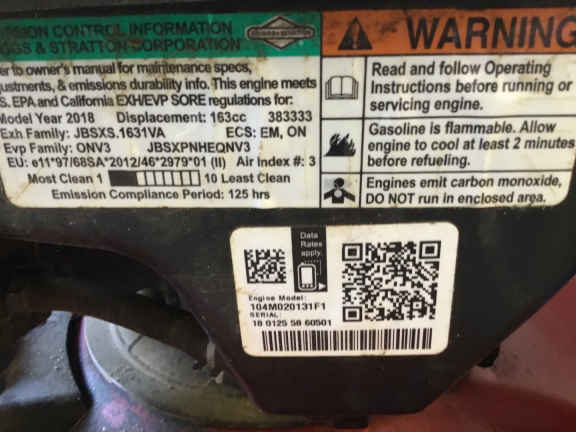 SSION CONTROL INFORMATION
GGS & STRATTON CORPORATION
er to owner's manual for maintenance specs,
ustments, & emissions durability info. This engine meets
S. EPA and California EXH/EVP SORE regulations for:
Model Year 2018 Displacement: 163cc 383333
Exh Family: JBSXS.1631VA ECS: EM, ON
Evp Family: ONV3 JBSXPNHEQNV3
EU: e11*97/68SA*2012/46*2979*01 (II) Air Index #: 3
Most Clean 1 10 Least Clean
Emission Compliance Period: 125 hrs
BRIGGS & STRATTON
WARNING
Read and follow Operating
Instructions before running or
servicing engine.
Gasoline is flammable. Allow
engine to cool at least 2 minutes
before refueling.
Engines emit carbon monoxide,
DO NOT run in enclosed area.
Data
Rates
apply.
Engine Model:
104M020131F1
SERIAL:
18 0125 58 60501